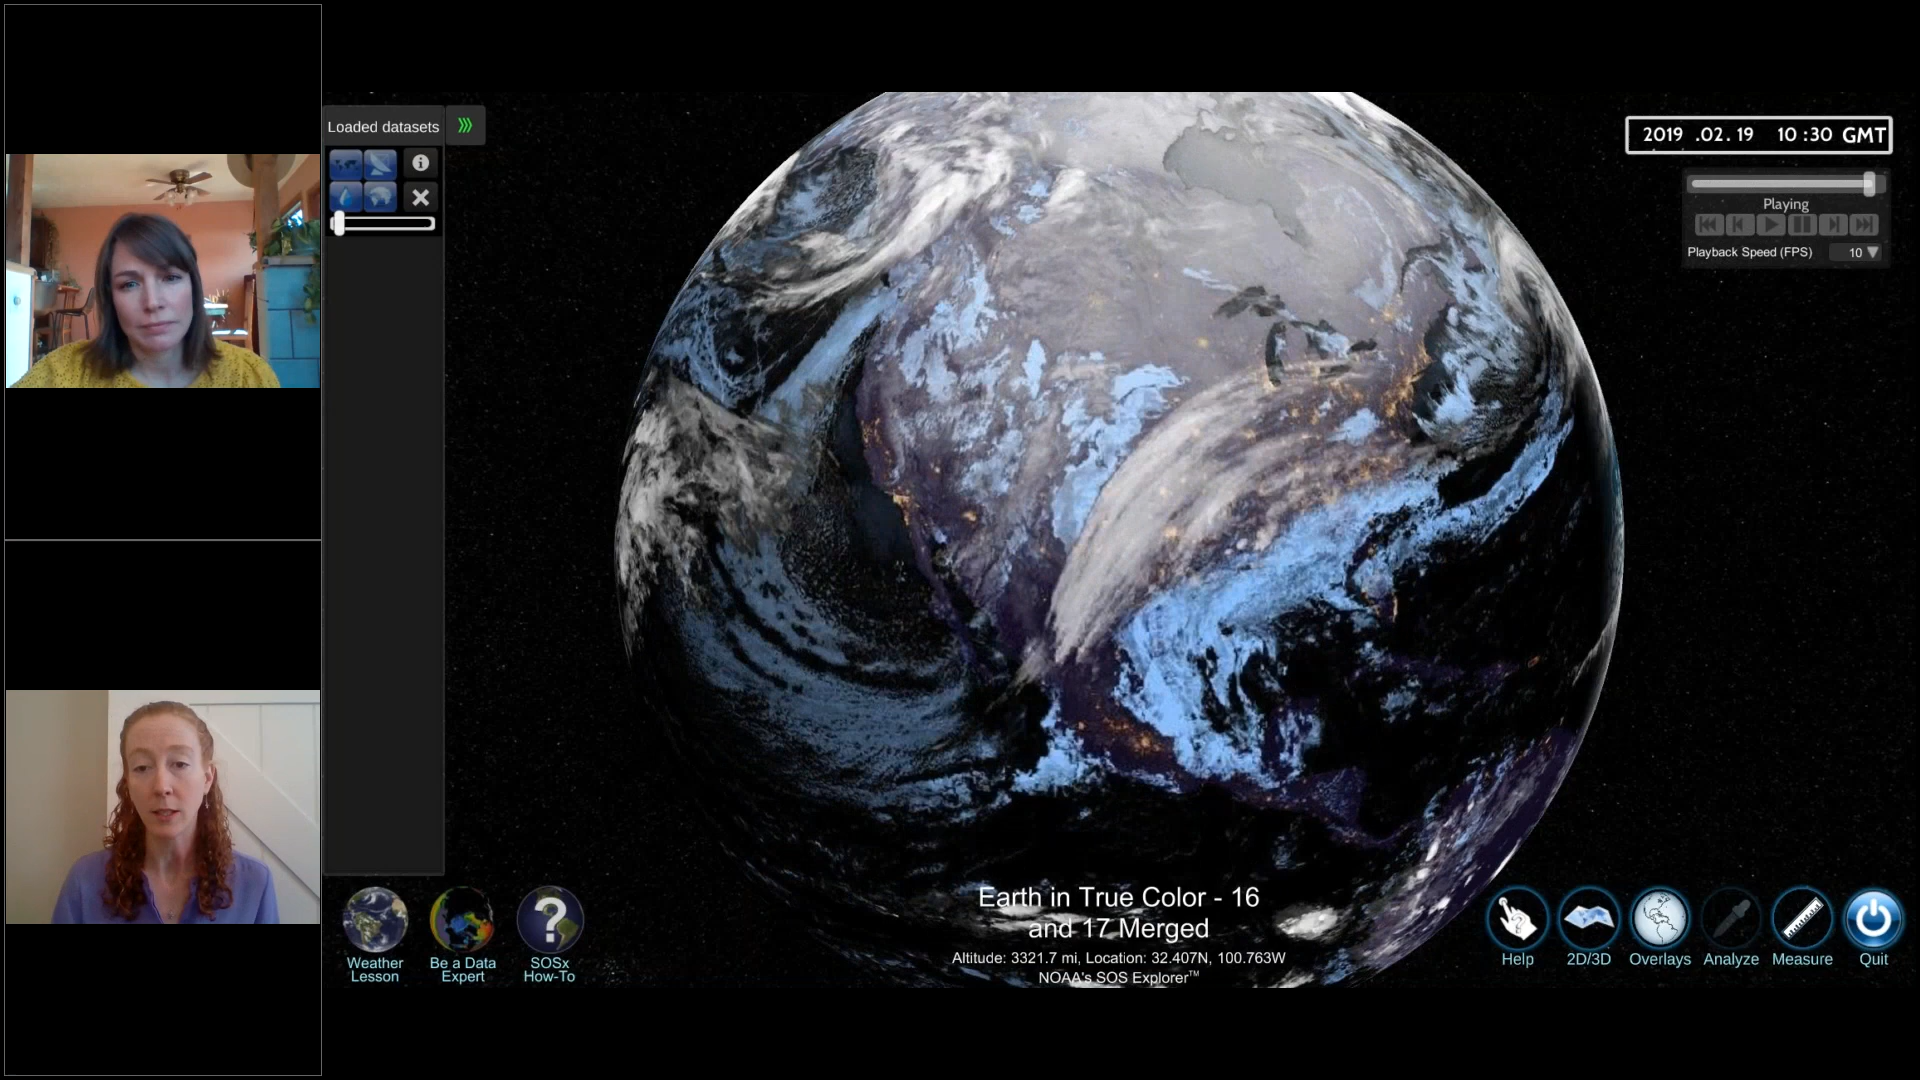 Loaded datasets
2019 .02. 19 10 :30 GMT
Playing
Playback Speed (FPS) 10
Earth in True Color - 16
and 17 Merged
Altitude: 3321.7 mi, Location: 32.407N, 100.763W
NOAA's SOS Explorer™
Weather
Lesson
Be a Data
Expert
SOSx
How-To
Help
2D/3D
Overlays
Analyze
Measure
Quit